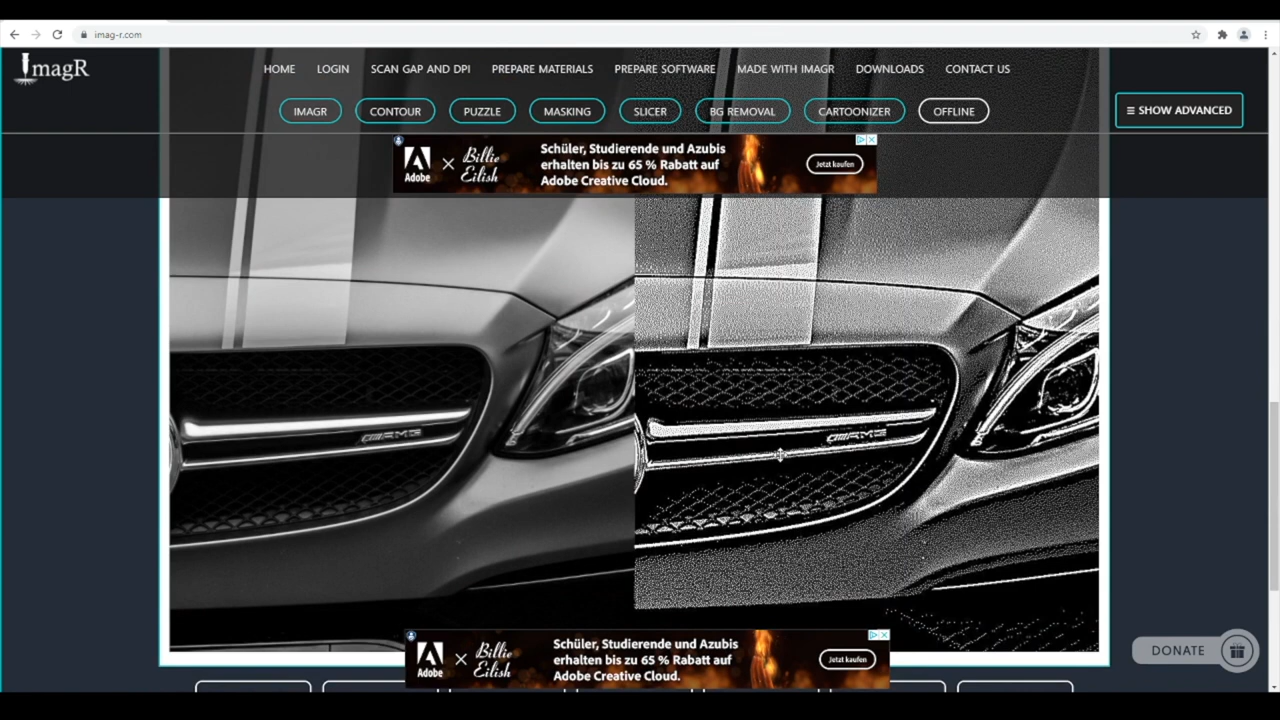 imag-r.com
ImagR
HOME LOGIN SCAN GAP AND DPI PREPARE MATERIALS PREPARE SOFTWARE MADE WITH IMAGR DOWNLOADS CONTACT US
IMAGR CONTOUR PUZZLE MASKING SLICER BG REMOVAL CARTOONIZER OFFLINE
☰ SHOW ADVANCED
Adobe
×
Billie
Eilish
Schüler, Studierende und Azubis
erhalten bis zu 65 % Rabatt auf
Adobe Creative Cloud.
Jetzt kaufen
AMG
AMG
Adobe
×
Billie
Eilish
Schüler, Studierende und Azubis
erhalten bis zu 65 % Rabatt auf
Adobe Creative Cloud.
Jetzt kaufen
DONATE